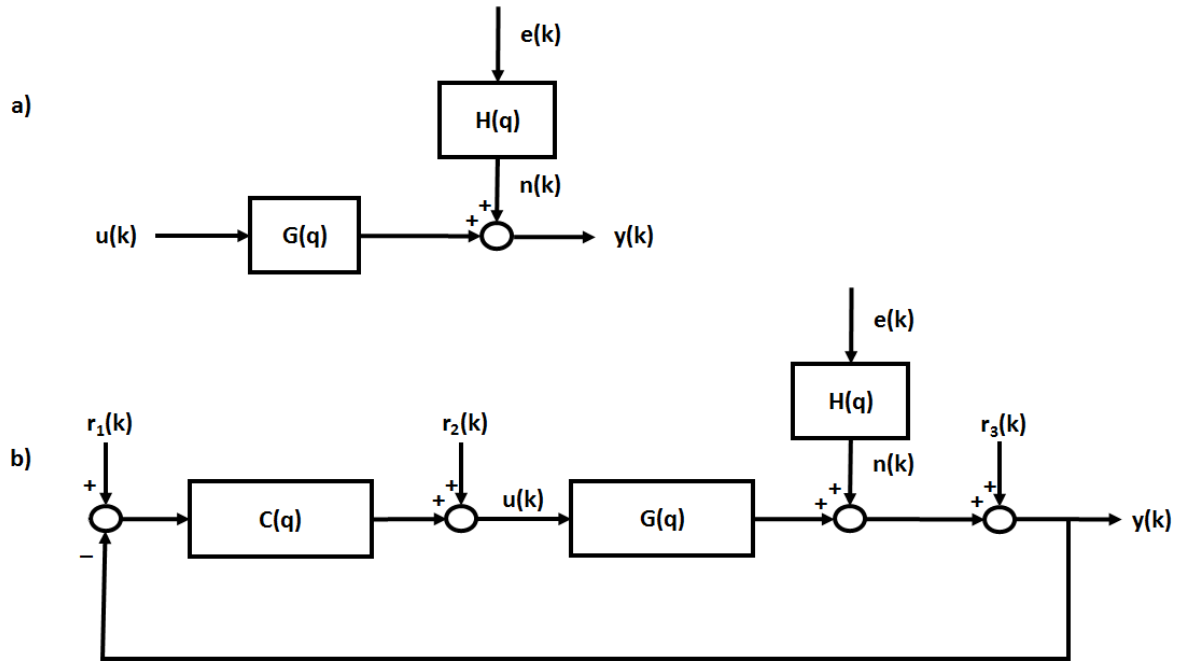 a)
e(k)
H(q)
n(k)
+
+
u(k)
G(q)
y(k)
b)
e(k)
H(q)
n(k)
r₁(k)
r₂(k)
r₃(k)
+
+
+
+
+
+
+
C(q)
u(k)
G(q)
y(k)
−